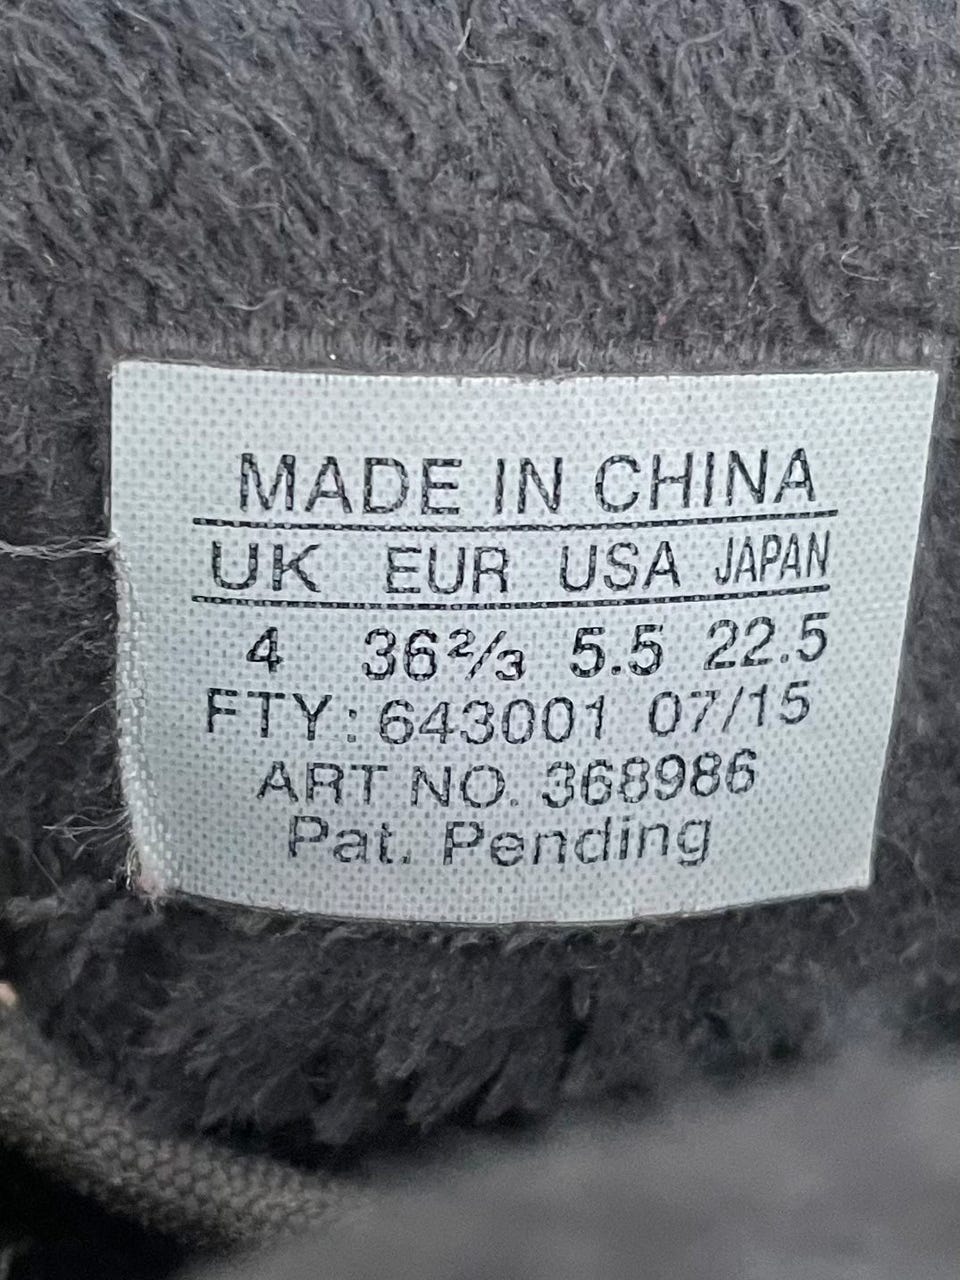 MADE IN CHINA
UK EUR USA JAPAN
4 36⅔ 5.5 22.5
FTY: 643001 07/15
ART NO. 368986
Pat. Pending